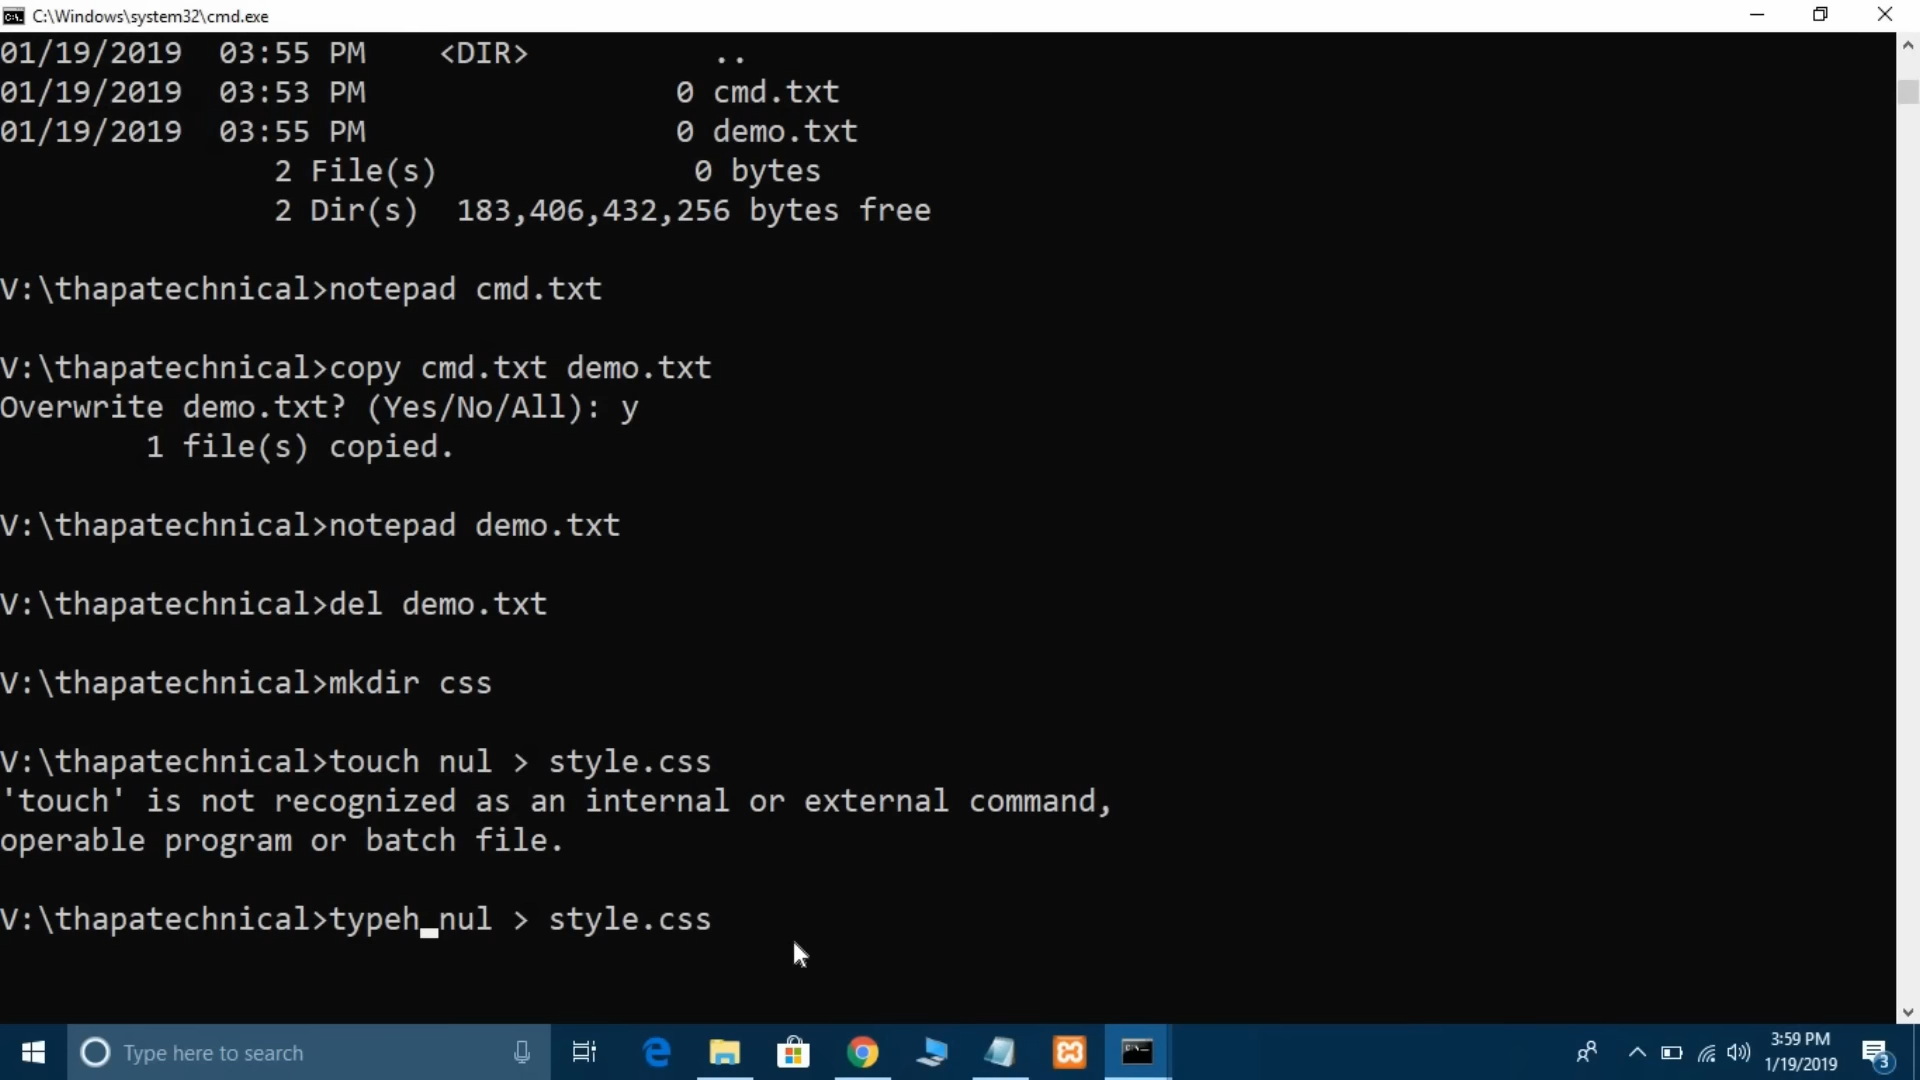 C:\Windows\system32\cmd.exe
01/19/2019  03:55 PM    <DIR>          ..
01/19/2019  03:53 PM                 0 cmd.txt
01/19/2019  03:55 PM                 0 demo.txt
               2 File(s)              0 bytes
               2 Dir(s)  183,406,432,256 bytes free
V:\thapatechnical>notepad cmd.txt
V:\thapatechnical>copy cmd.txt demo.txt
Overwrite demo.txt? (Yes/No/All): y
        1 file(s) copied.
V:\thapatechnical>notepad demo.txt
V:\thapatechnical>del demo.txt
V:\thapatechnical>mkdir css
V:\thapatechnical>touch nul > style.css
'touch' is not recognized as an internal or external command,
operable program or batch file.
V:\thapatechnical>typeh nul > style.css
Type here to search
3:59 PM
1/19/2019
3